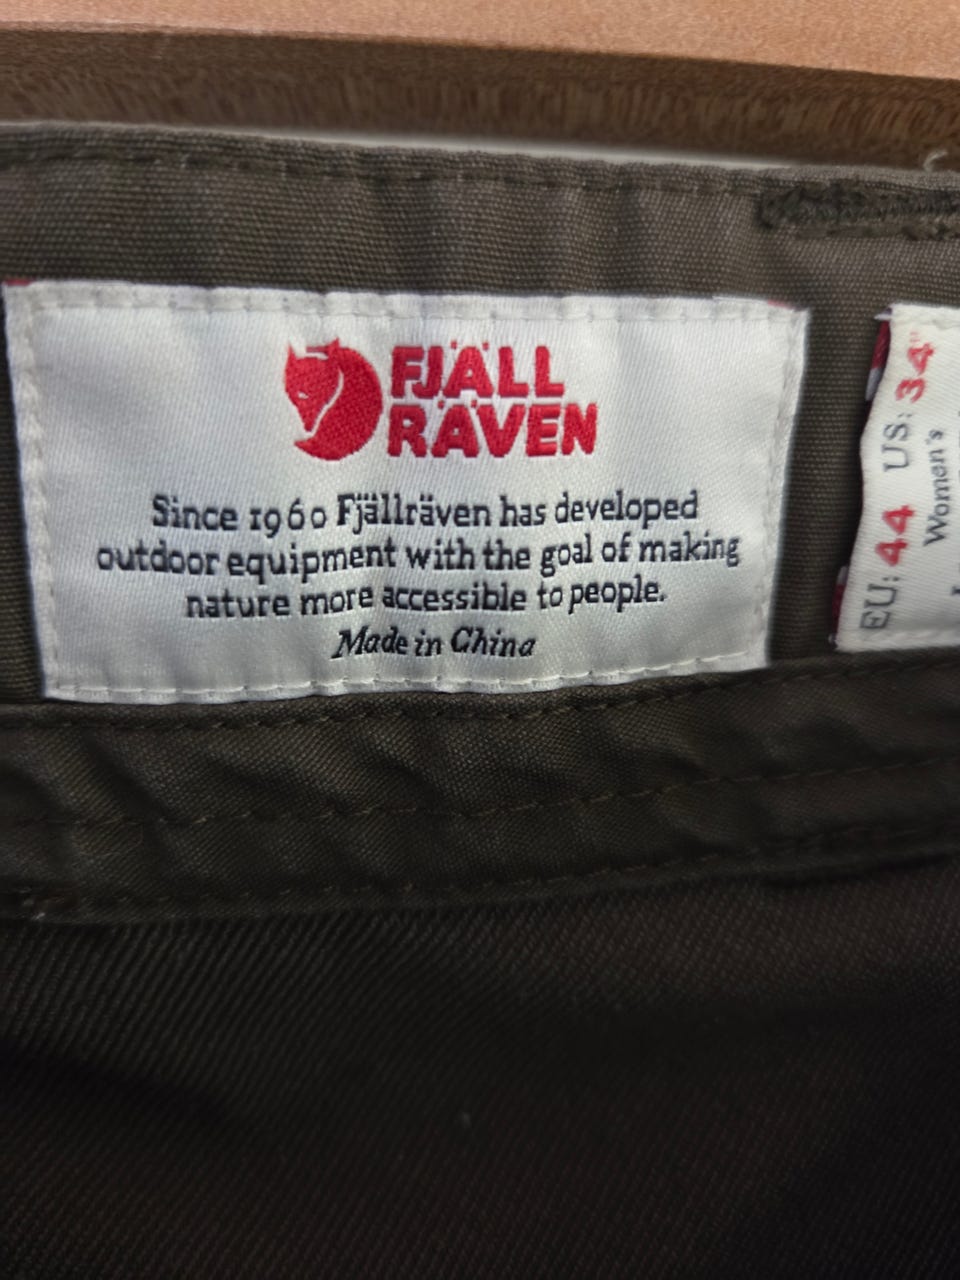 FJÄLL
RÄVEN
Since 1960 Fjällräven has developed
outdoor equipment with the goal of making
nature more accessible to people.
Made in China
EU: 44 US: 34"
Women's